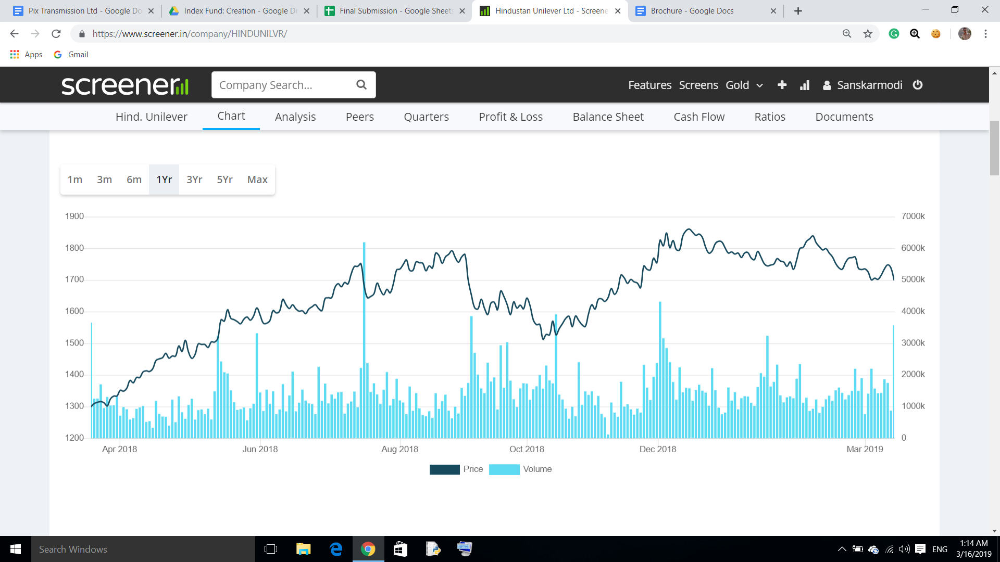 Pix Transmission Ltd - Google Do
Index Fund: Creation - Google Dr
Final Submission - Google Sheets
Hindustan Unilever Ltd - Screene
Brochure - Google Docs
https://www.screener.in/company/HINDUNILVR/
Apps Gmail
screener
Company Search...
Features Screens Gold Sanskarmodi
Hind. Unilever Chart Analysis Peers Quarters Profit & Loss Balance Sheet Cash Flow Ratios Documents
1m 3m 6m 1Yr 3Yr 5Yr Max
1900 7000k
1800 6000k
1700 5000k
1600 4000k
1500 3000k
1400 2000k
1300 1000k
1200 0
Apr 2018 Jun 2018 Aug 2018 Oct 2018 Dec 2018 Mar 2019
Price Volume
Search Windows
ENG
1:14 AM
3/16/2019